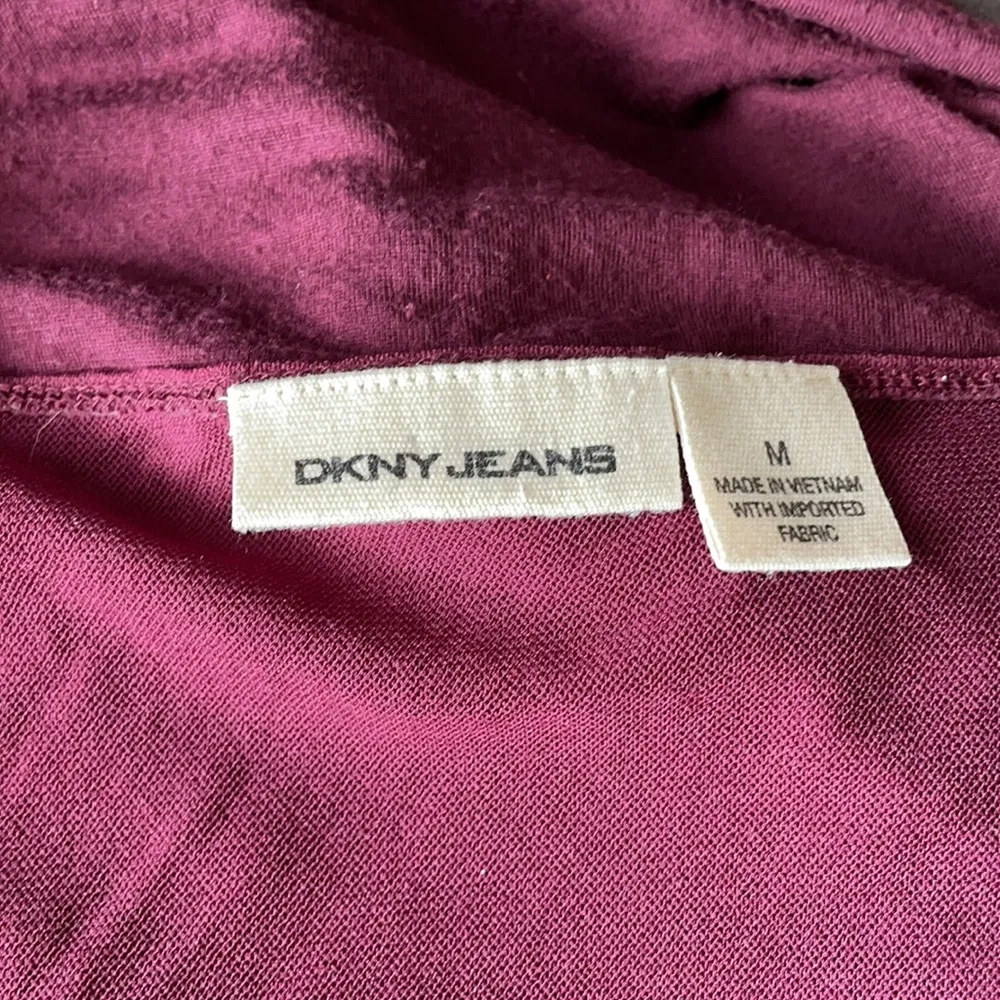 DKNY JEANS
M
MADE IN VIETNAM
WITH IMPORTED
FABRIC